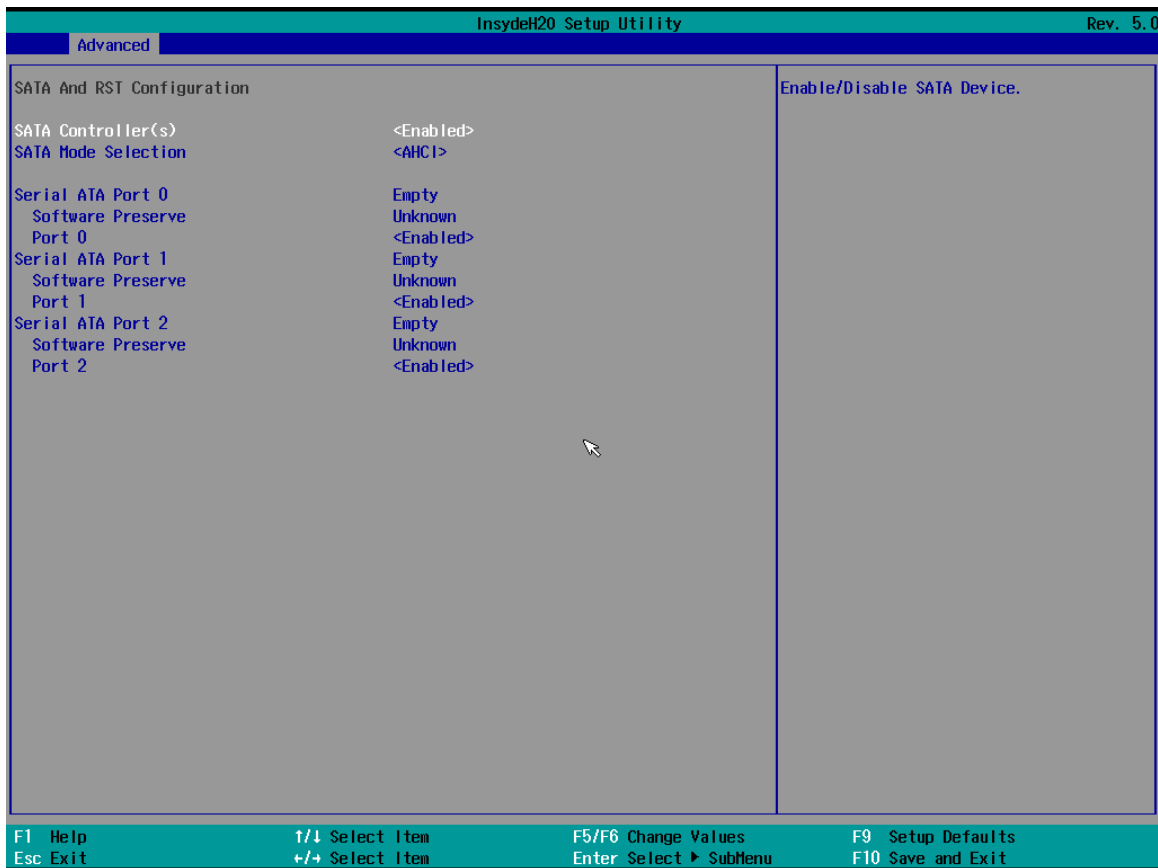 InsydeH20 Setup Utility Rev. 5.0
Advanced
SATA And RST Configuration
Enable/Disable SATA Device.
SATA Controller(s) <Enabled>
SATA Mode Selection <AHCI>
Serial ATA Port 0 Empty
Software Preserve Unknown
Port 0 <Enabled>
Serial ATA Port 1 Empty
Software Preserve Unknown
Port 1 <Enabled>
Serial ATA Port 2 Empty
Software Preserve Unknown
Port 2 <Enabled>
F1 Help ↑/↓ Select Item F5/F6 Change Values F9 Setup Defaults
Esc Exit ←/→ Select Item Enter Select ▶ SubMenu F10 Save and Exit